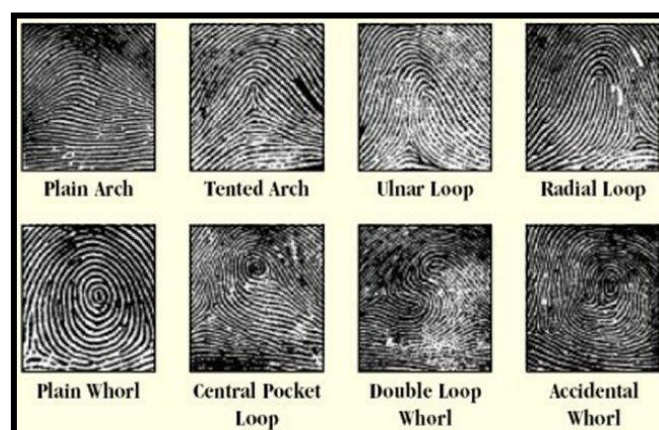 Plain Arch
Tented Arch
Ulnar Loop
Radial Loop
Plain Whorl
Central Pocket
Loop
Double Loop
Whorl
Accidental
Whorl